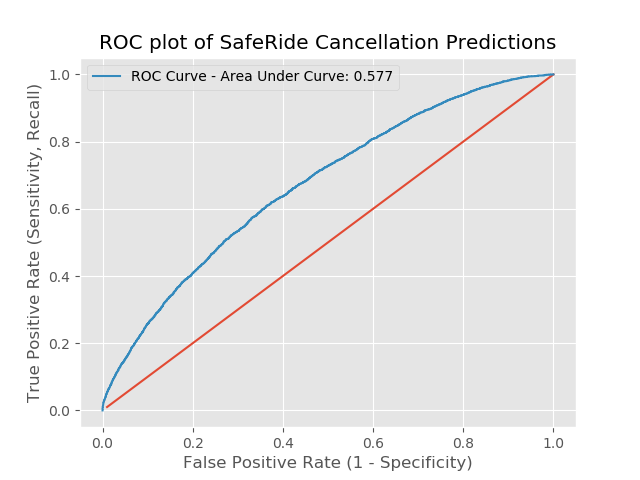 ROC plot of SafeRide Cancellation Predictions
ROC Curve - Area Under Curve: 0.577
True Positive Rate (Sensitivity, Recall)
1.0
0.8
0.6
0.4
0.2
0.0
0.0 0.2 0.4 0.6 0.8 1.0
False Positive Rate (1 - Specificity)